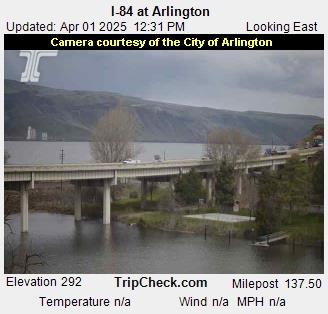 I-84 at Arlington
Updated: Apr 01 2025 12:31 PM Looking East
Camera courtesy of the City of Arlington
Elevation 292 TripCheck.com Milepost 137.50
Temperature n/a Wind n/a MPH n/a